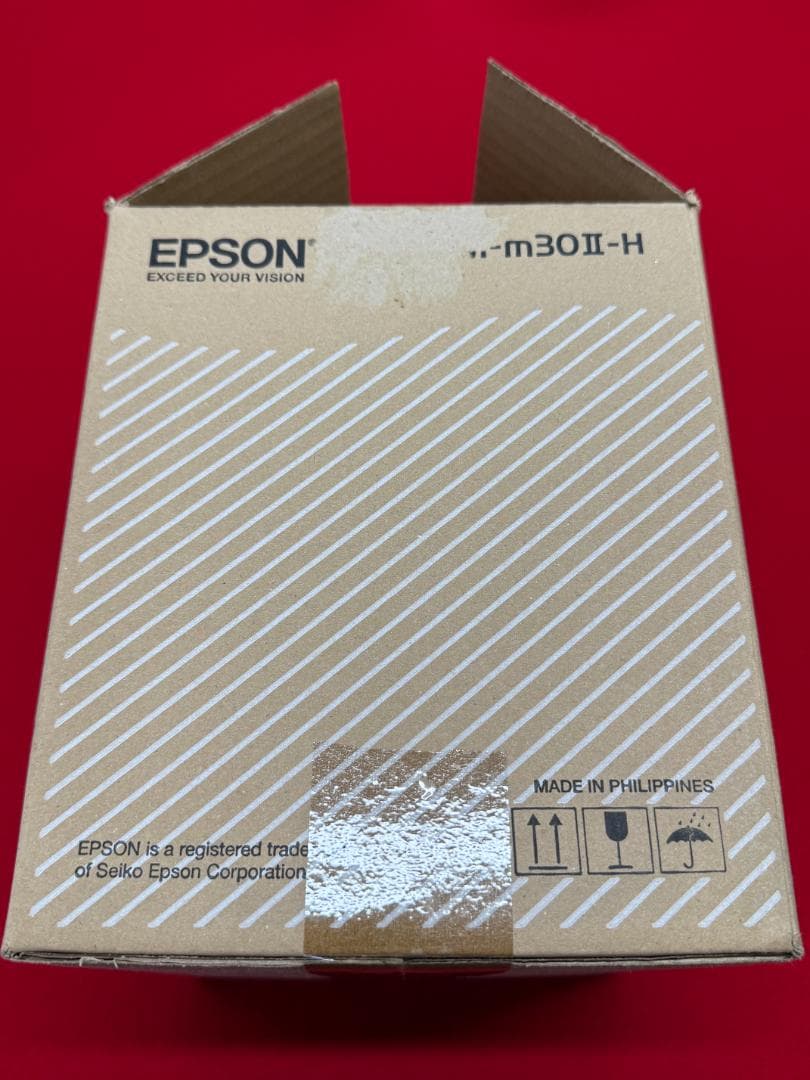 EPSON®
EXCEED YOUR VISION
-m30II-H
MADE IN PHILIPPINES
EPSON is a registered trade
of Seiko Epson Corporation